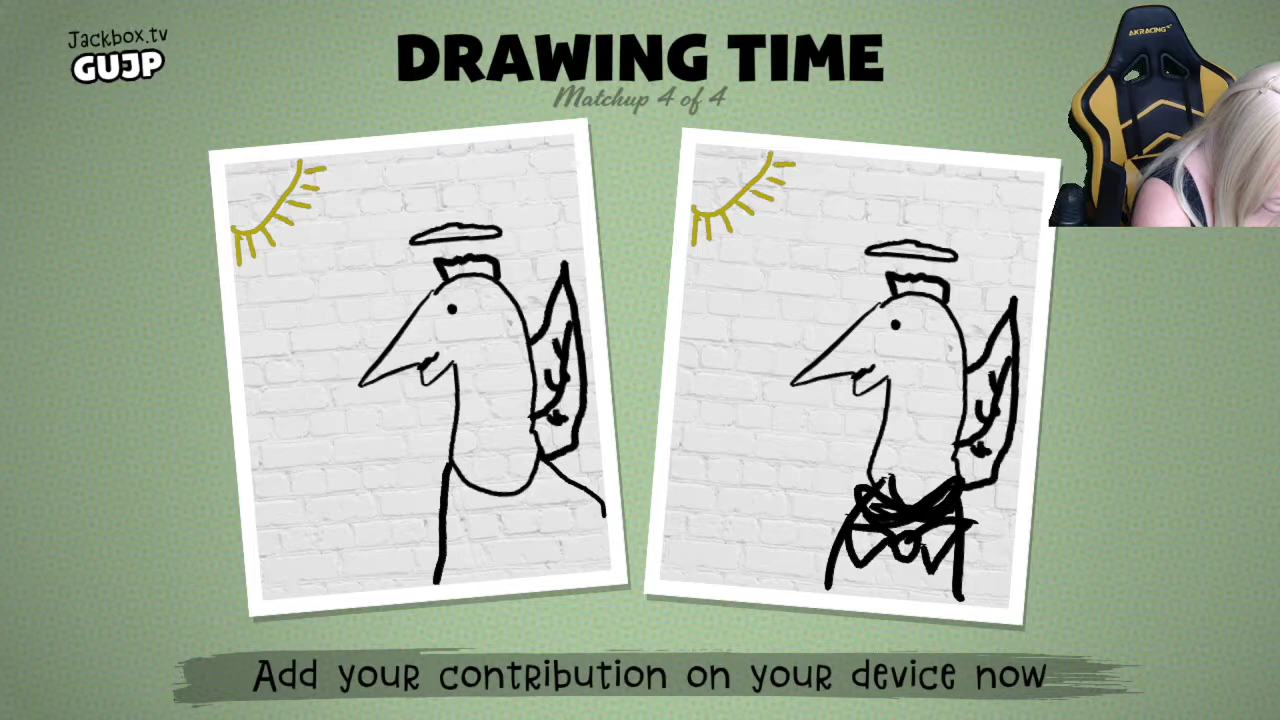 Jackbox.tv
GUJP
DRAWING TIME
Matchup 4 of 4
AKRACING
Add your contribution on your device now